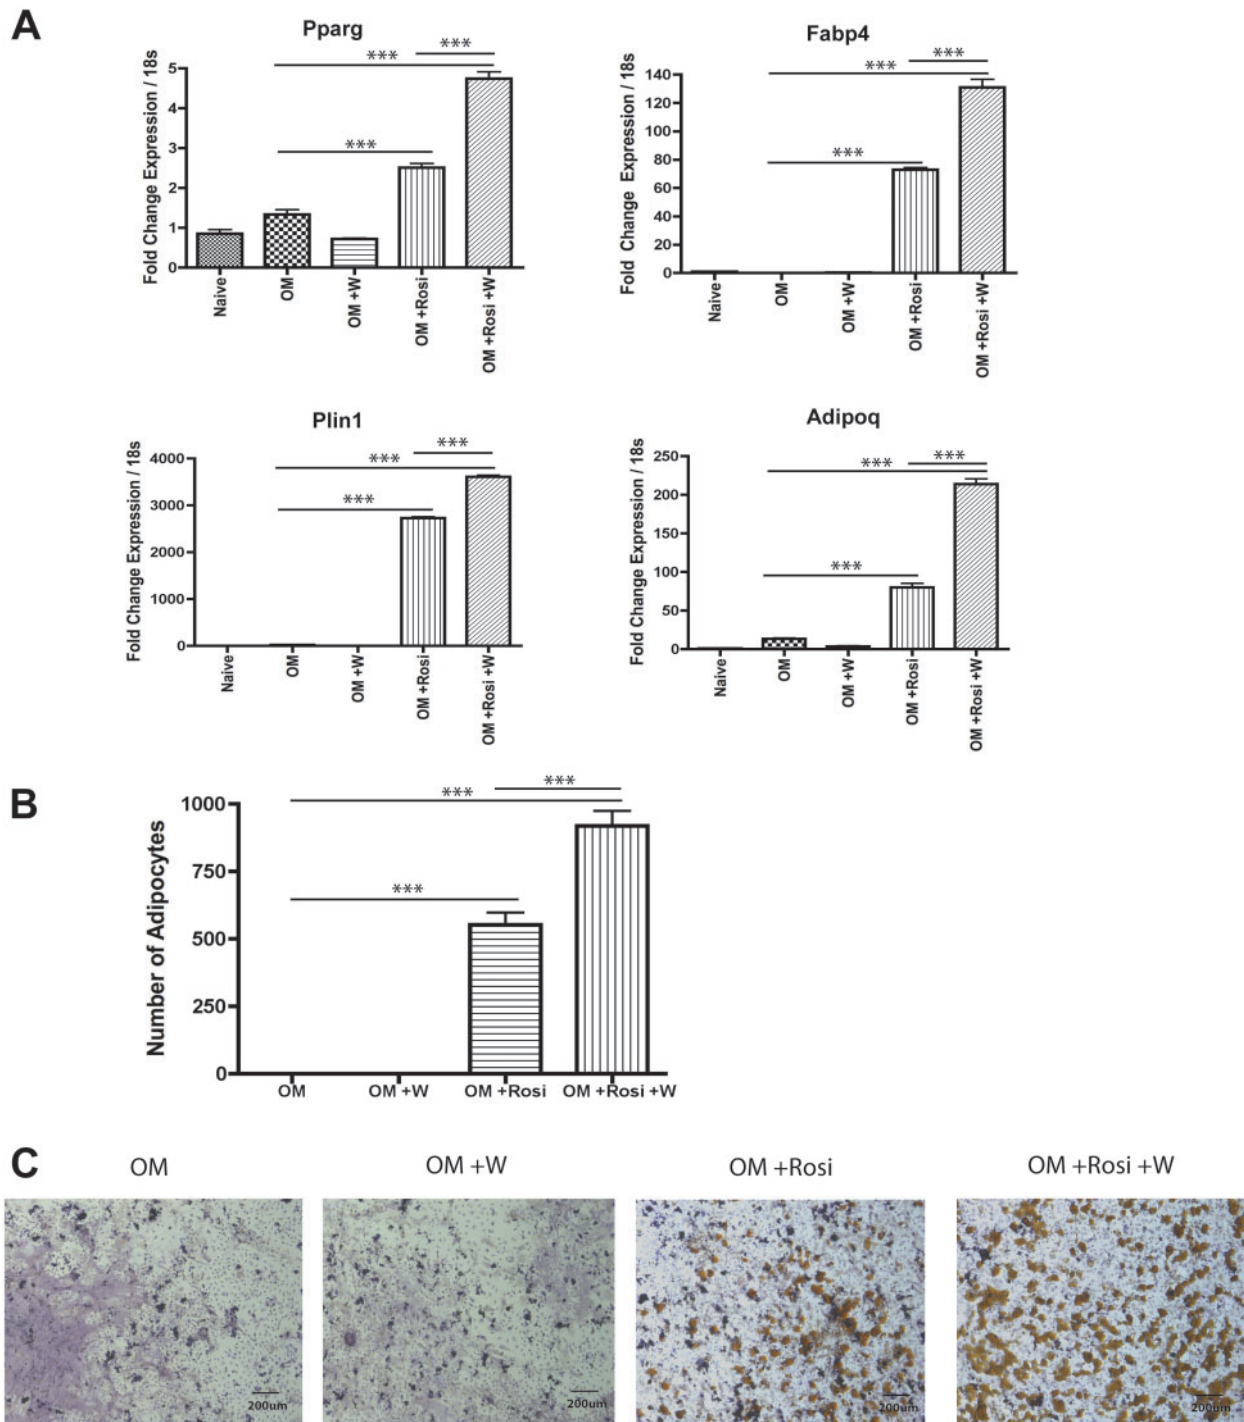 A
Pparg
Fold Change Expression / 18s
5
4
3
2
1
0
***
***
***
Naive
OM
OM +W
OM +Rosi
OM +Rosi +W
Fabp4
Fold Change Expression / 18s
140
120
100
80
60
40
20
0
***
***
***
Naive
OM
OM +W
OM +Rosi
OM +Rosi +W
Plin1
Fold Change Expression / 18s
4000
3000
2000
1000
0
***
***
***
Naive
OM
OM +W
OM +Rosi
OM +Rosi +W
Adipoq
Fold Change Expression / 18s
250
200
150
100
50
0
***
***
***
Naive
OM
OM +W
OM +Rosi
OM +Rosi +W
B
Number of Adipocytes
1000
750
500
250
0
***
***
***
OM
OM +W
OM +Rosi
OM +Rosi +W
C
OM
OM +W
OM +Rosi
OM +Rosi +W
200um
200um
200um
200um